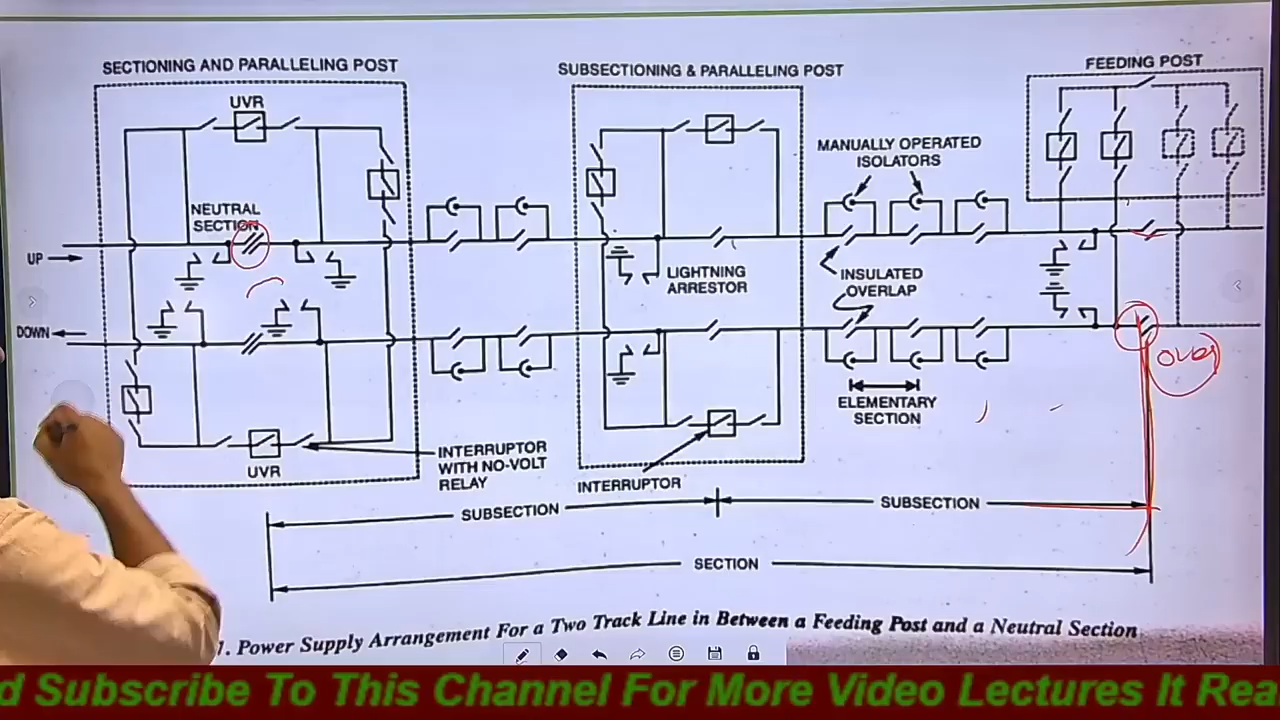 SECTIONING AND PARALLELING POST
SUBSECTIONING & PARALLELING POST
FEEDING POST
UVR
MANUALLY OPERATED
ISOLATORS
NEUTRAL
SECTION
UP
LIGHTNING
ARRESTOR
INSULATED
OVERLAP
DOWN
over
ELEMENTARY
SECTION
UVR
INTERRUPTOR
WITH NO-VOLT
RELAY
INTERRUPTOR
SUBSECTION
SUBSECTION
SECTION
. Power Supply Arrangement For a Two Track Line in Between a Feeding Post and a Neutral Section
d Subscribe To This Channel For More Video Lectures It Rea